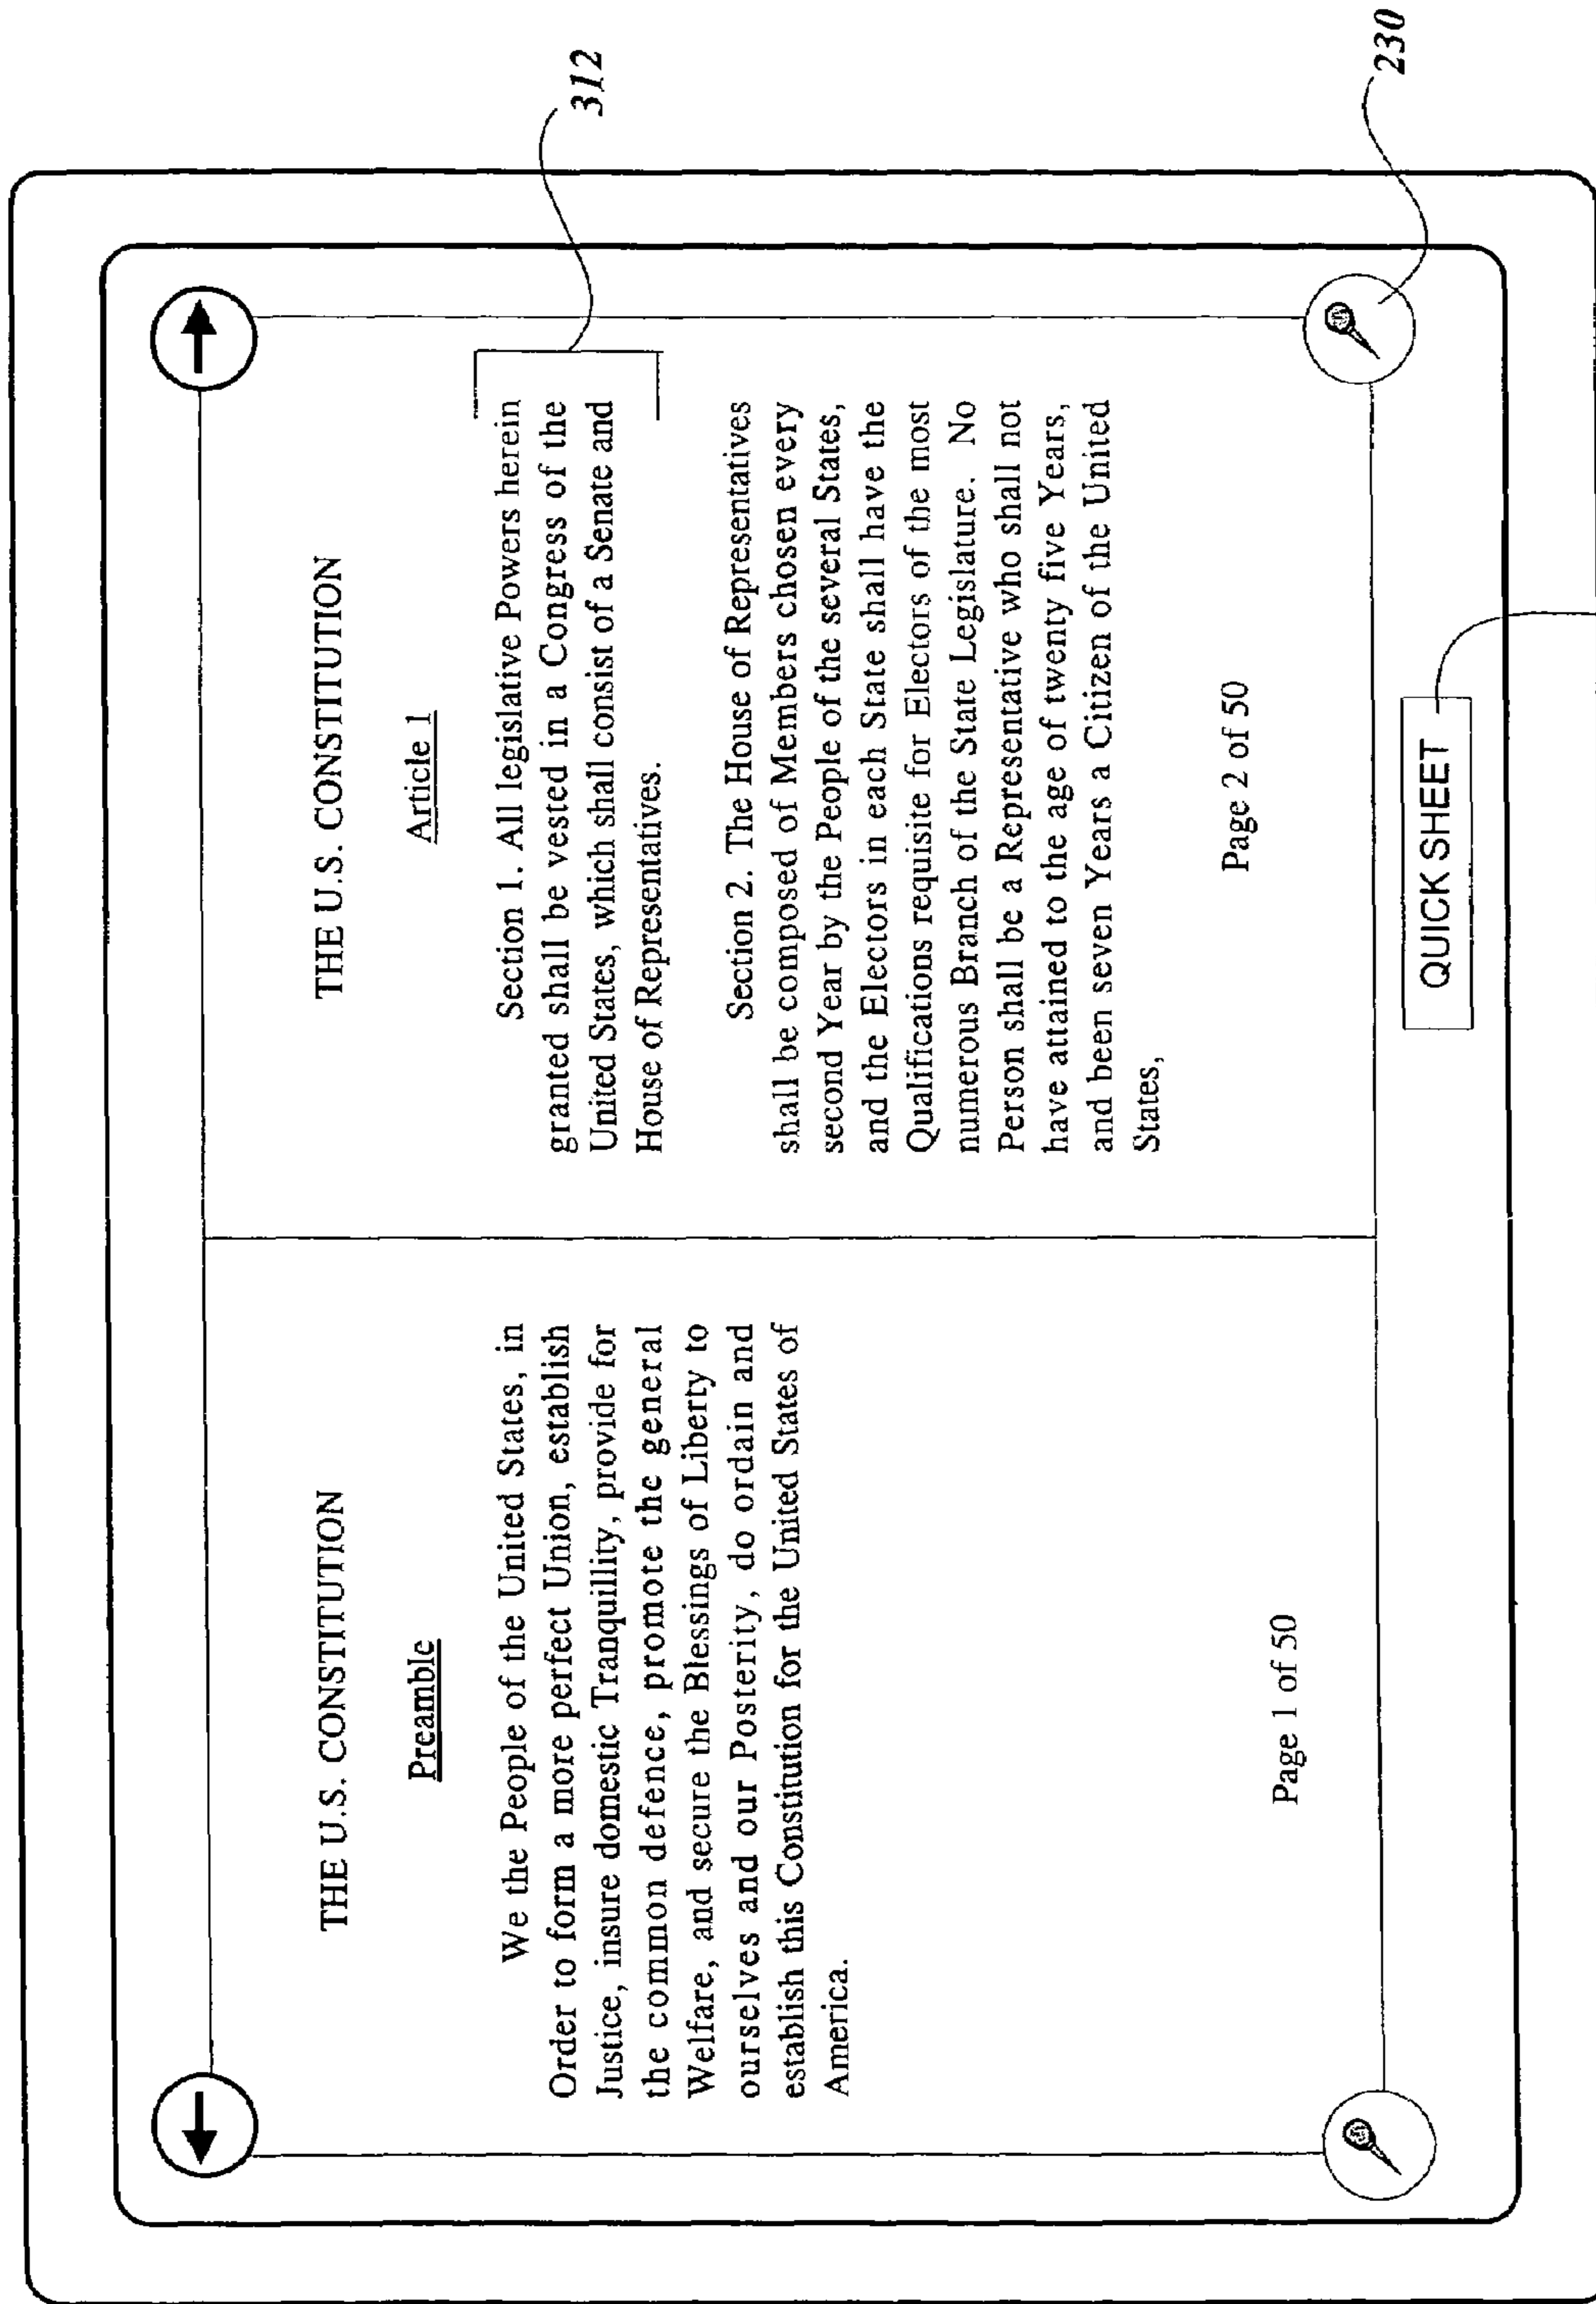 THE U.S. CONSTITUTION
Preamble
We the People of the United States, in
Order to form a more perfect Union, establish
Justice, insure domestic Tranquillity, provide for
the common defence, promote the general
Welfare, and secure the Blessings of Liberty to
ourselves and our Posterity, do ordain and
establish this Constitution for the United States of
America.
Page 1 of 50
THE U.S. CONSTITUTION
Article 1
Section 1. All legislative Powers herein
granted shall be vested in a Congress of the
United States, which shall consist of a Senate and
House of Representatives.
Section 2. The House of Representatives
shall be composed of Members chosen every
second Year by the People of the several States,
and the Electors in each State shall have the
Qualifications requisite for Electors of the most
numerous Branch of the State Legislature. No
Person shall be a Representative who shall not
have attained to the age of twenty five Years,
and been seven Years a Citizen of the United
States,
Page 2 of 50
QUICK SHEET
312
230